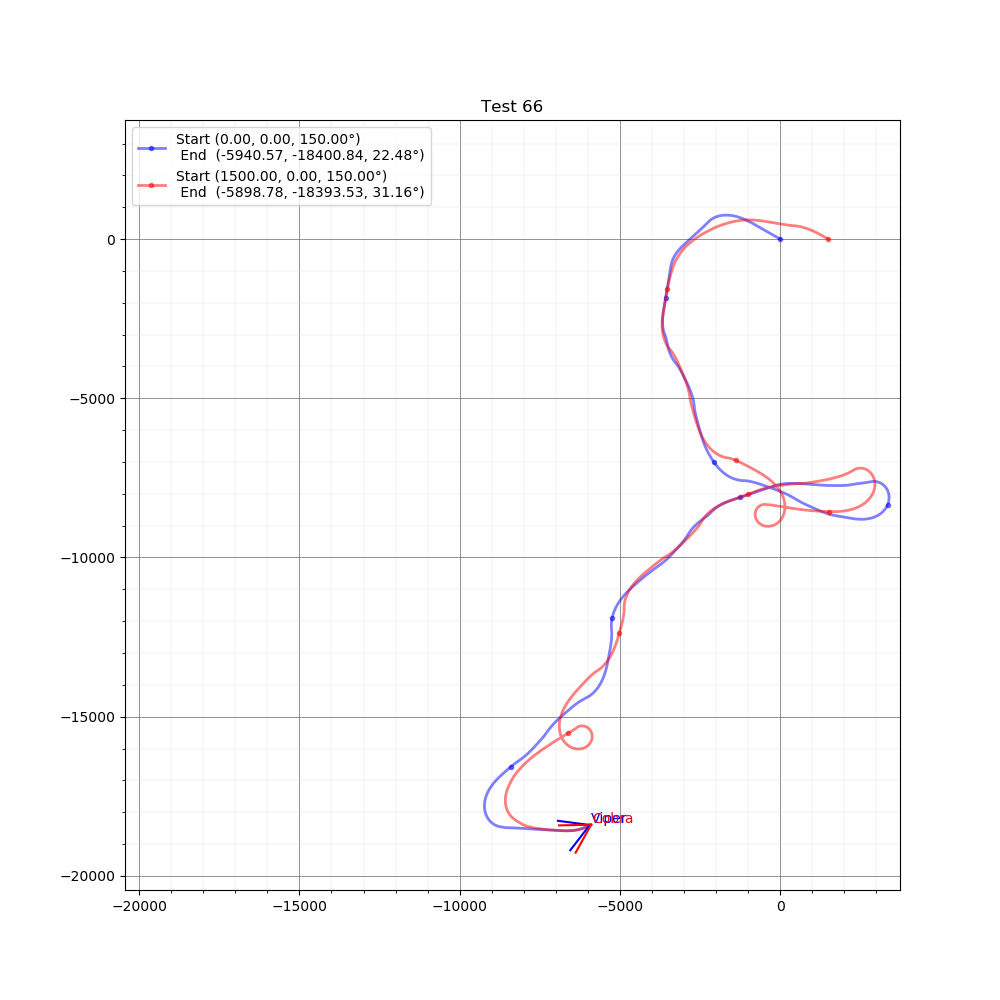 Test 66
Start (0.00, 0.00, 150.00°)
End (-5940.57, -18400.84, 22.48°)
Start (1500.00, 0.00, 150.00°)
End (-5898.78, -18393.53, 31.16°)
0
−5000
−10000
−15000
−20000
Viper
Cobra
−20000
−15000
−10000
−5000
0